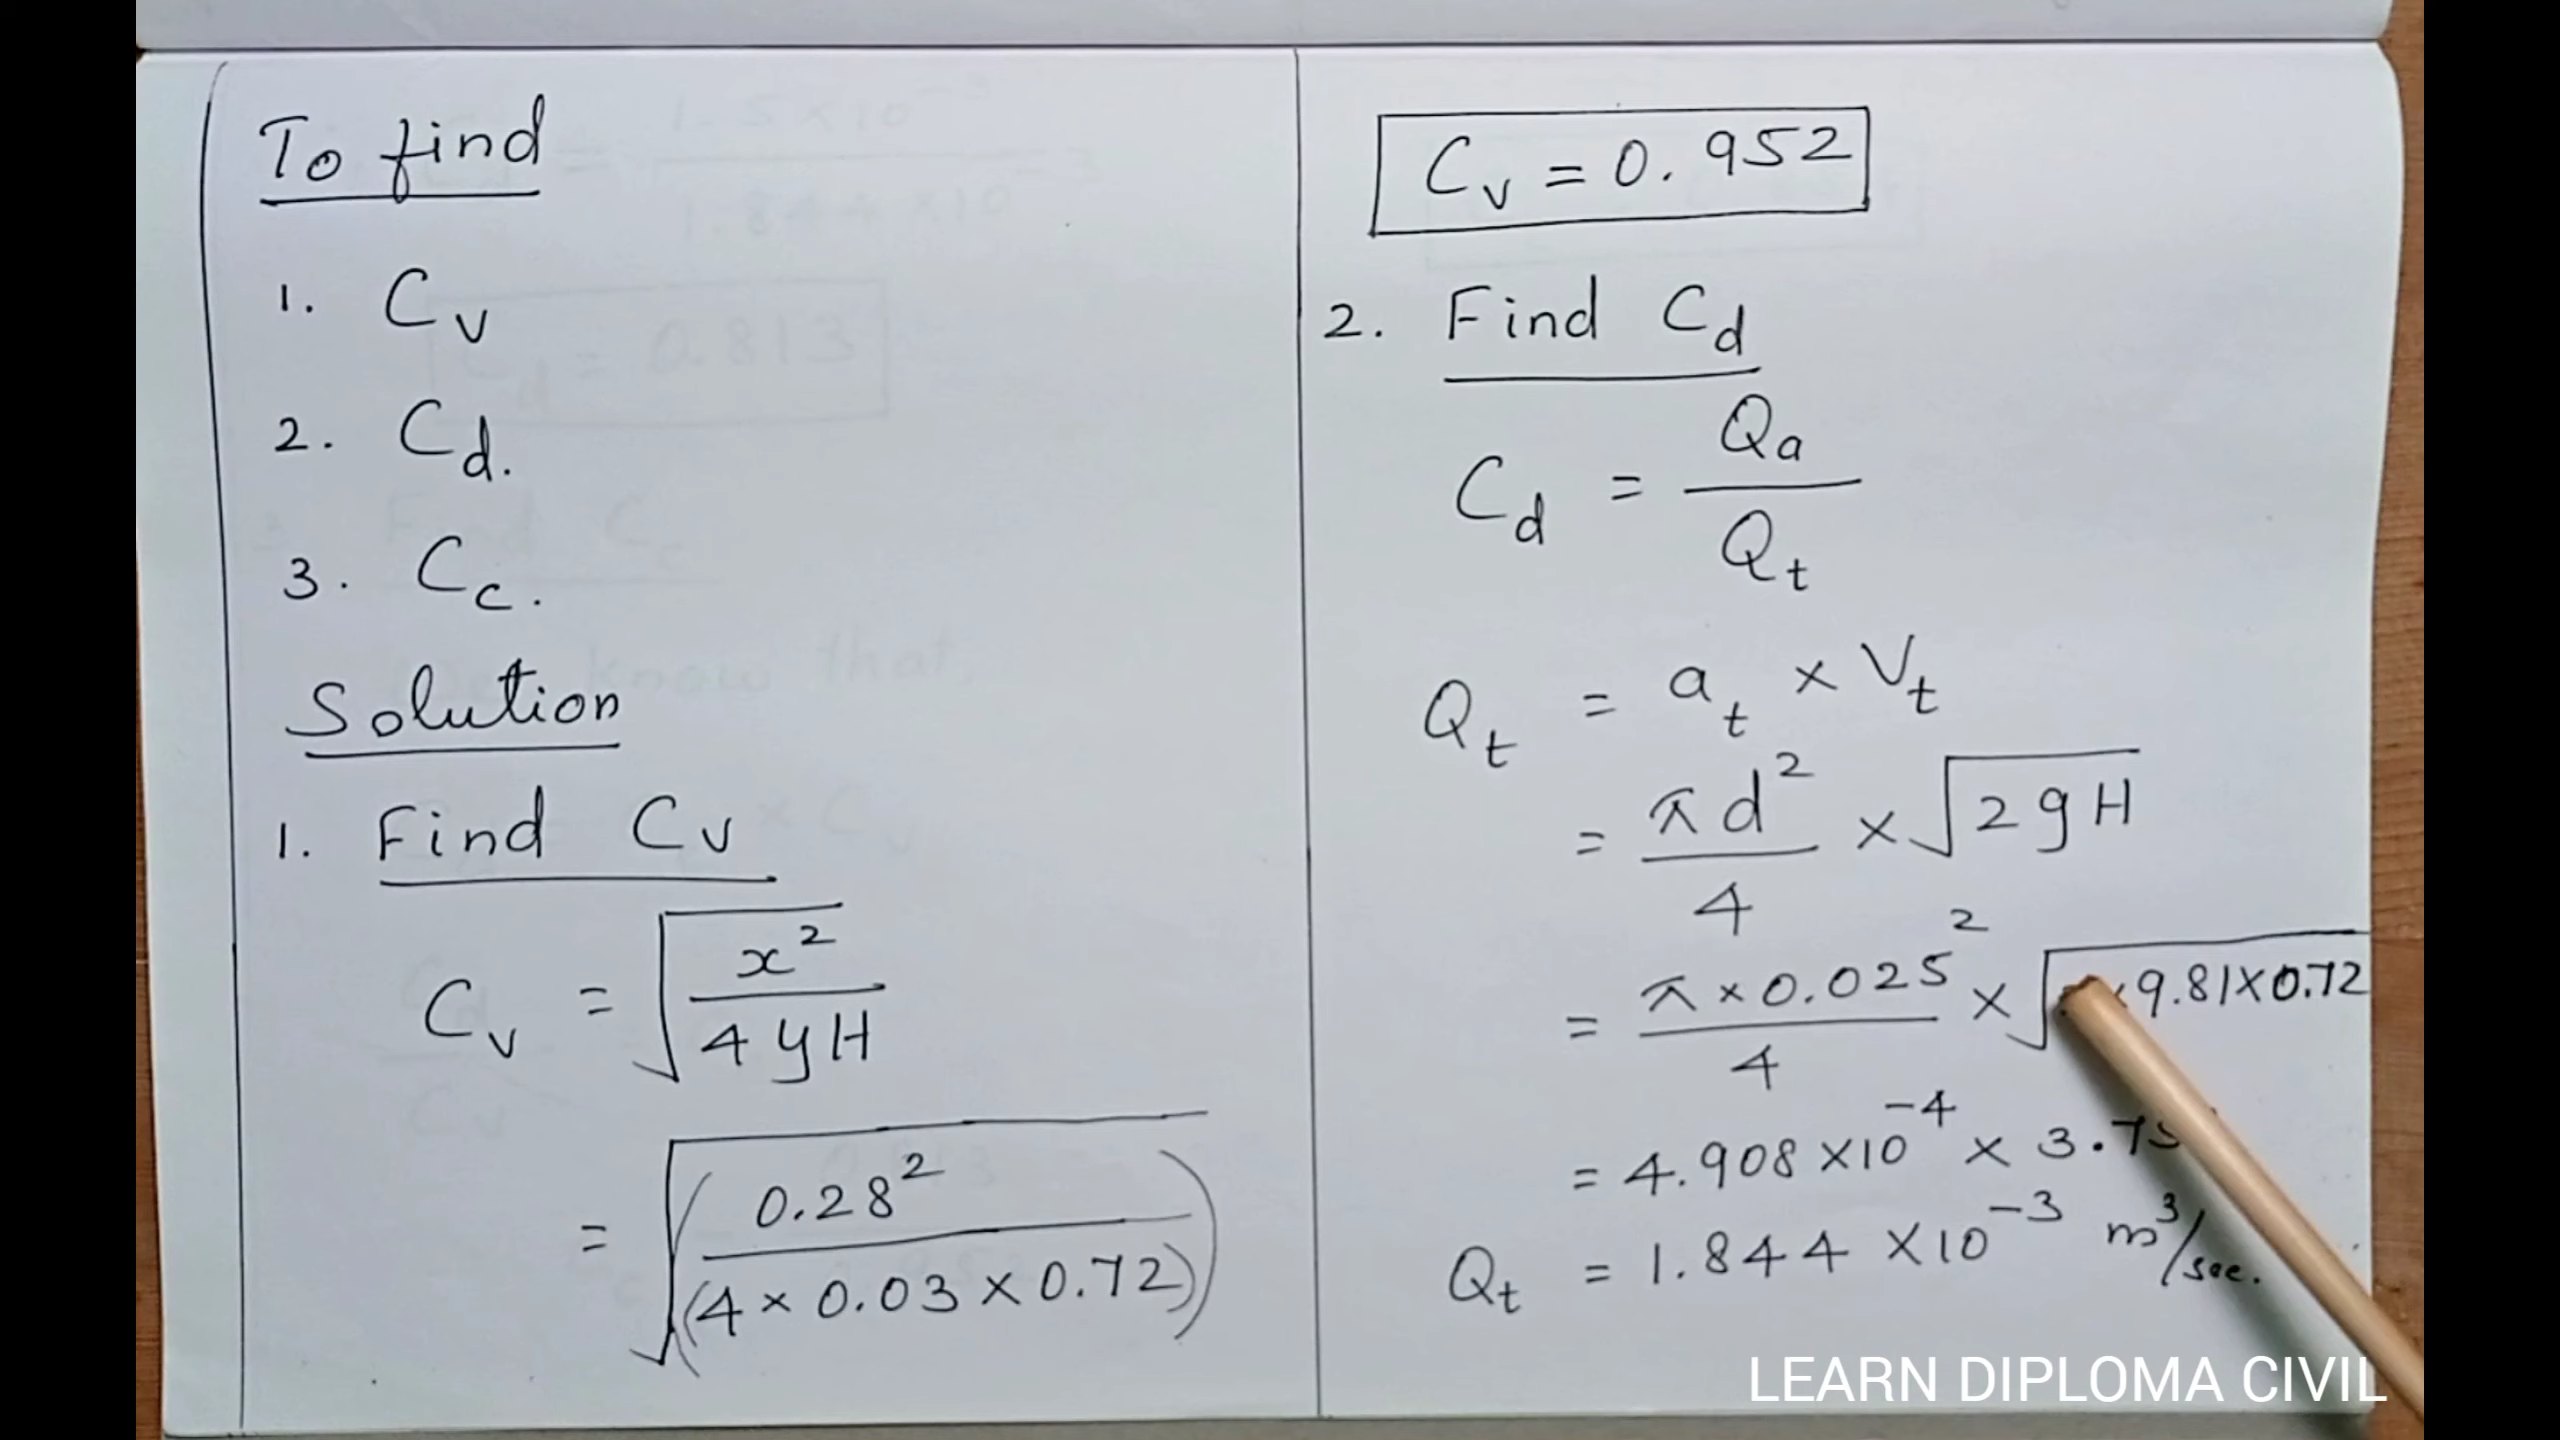 To find
1. Cv
2. Cd.
3. Cc.
Solution
1. Find Cv
Cv = √(x² / 4yH)
= √(0.28² / (4 × 0.03 × 0.72))
Cv = 0.952
2. Find Cd
Cd = Qa / Qt
Qt = at × Vt
= πd² / 4 × √2gH
= π × 0.025² / 4 × √ × 9.81 × 0.72
= 4.908 × 10⁻⁴ × 3.75
Qt = 1.844 × 10⁻³ m³/sec.
LEARN DIPLOMA CIVIL